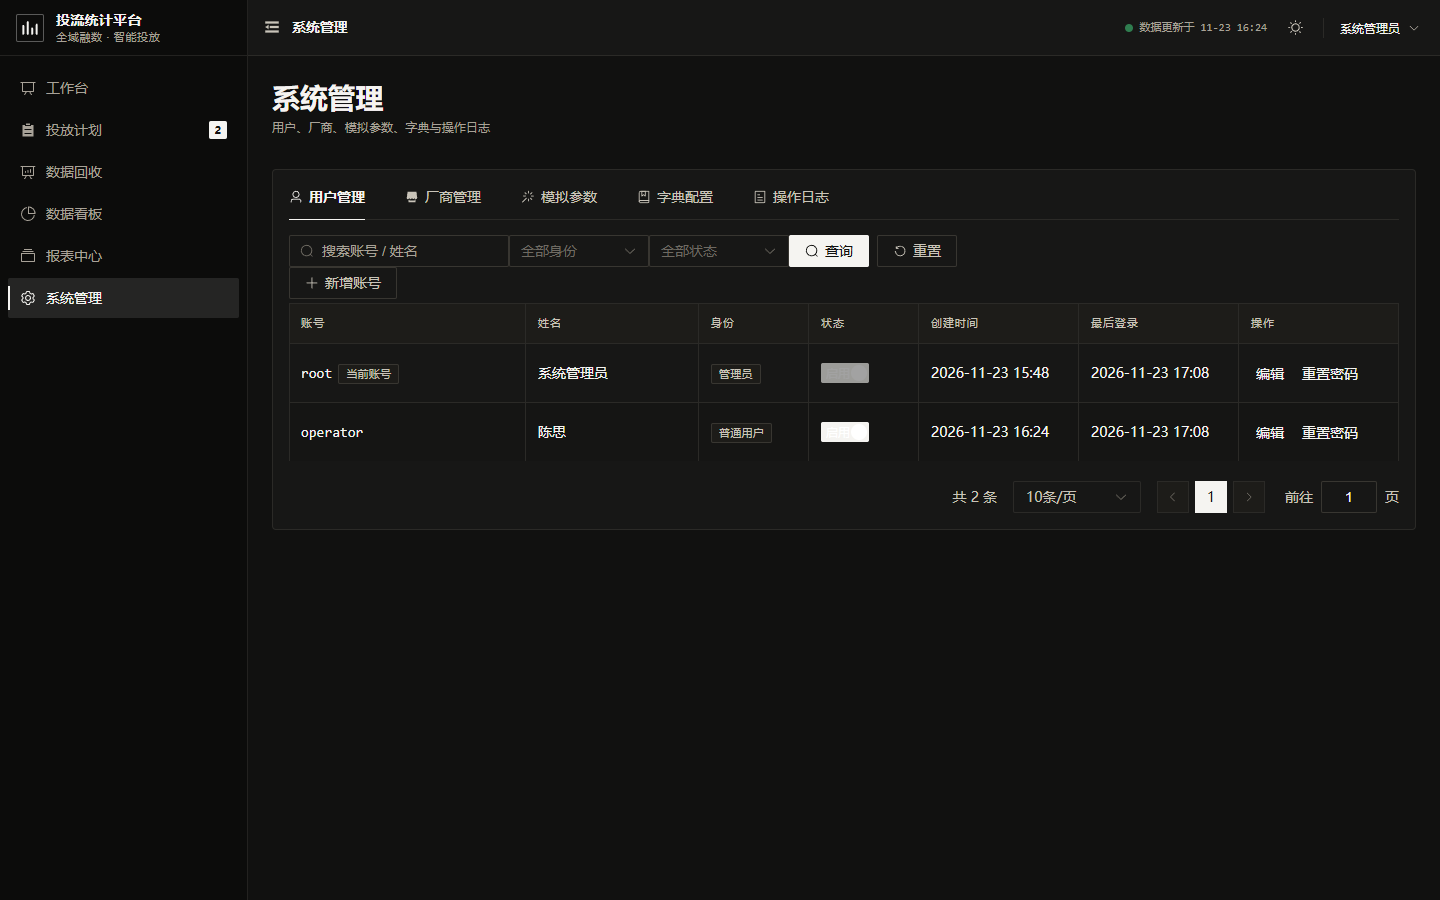 投流统计平台
全域融数 · 智能投放
系统管理
数据更新于 11-23 16:24
系统管理员
工作台
投放计划 2
数据回收
数据看板
报表中心
系统管理
系统管理
用户、厂商、模拟参数、字典与操作日志
用户管理 厂商管理 模拟参数 字典配置 操作日志
搜索账号 / 姓名 全部身份 全部状态 查询 重置
新增账号
账号 姓名 身份 状态 创建时间 最后登录 操作
root 当前账号 系统管理员 管理员 2026-11-23 15:48 2026-11-23 17:08 编辑 重置密码
operator 陈思 普通用户 2026-11-23 16:24 2026-11-23 17:08 编辑 重置密码
共 2 条 10条/页 1 前往 1 页